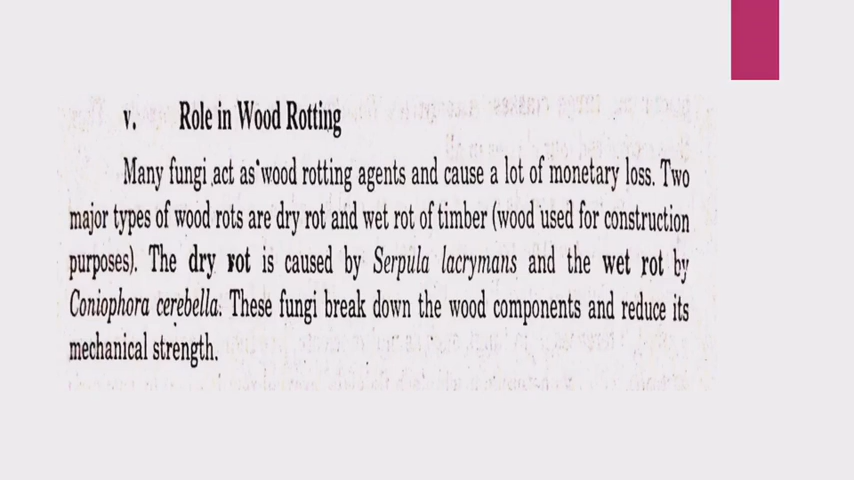 v. Role in Wood Rotting
Many fungi act as wood rotting agents and cause a lot of monetary loss. Two
major types of wood rots are dry rot and wet rot of timber (wood used for construction
purposes). The dry rot is caused by Serpula lacrymans and the wet rot by
Coniophora cerebella. These fungi break down the wood components and reduce its
mechanical strength.